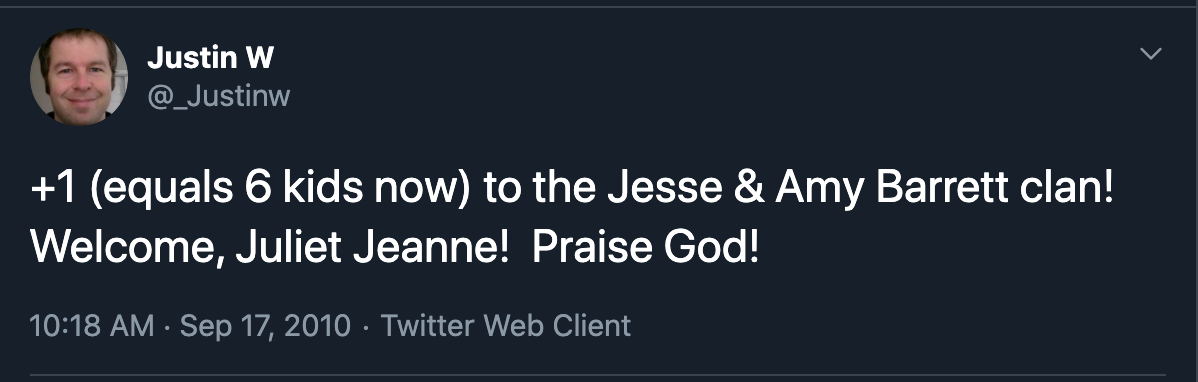 Justin W
@_Justinw
+1 (equals 6 kids now) to the Jesse & Amy Barrett clan!
Welcome, Juliet Jeanne!  Praise God!
10:18 AM · Sep 17, 2010 · Twitter Web Client